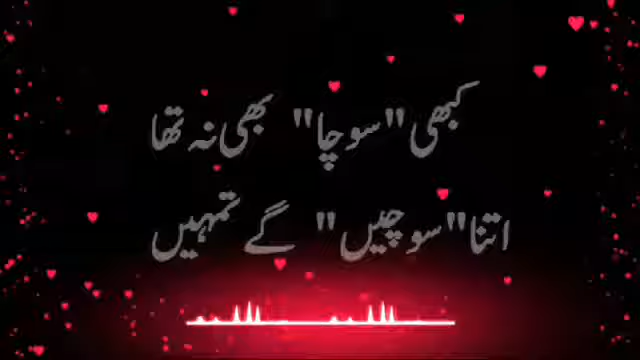 کبھی "سوچا" بھی نہ تھا
اتنا "سوچیں" گے تمہیں